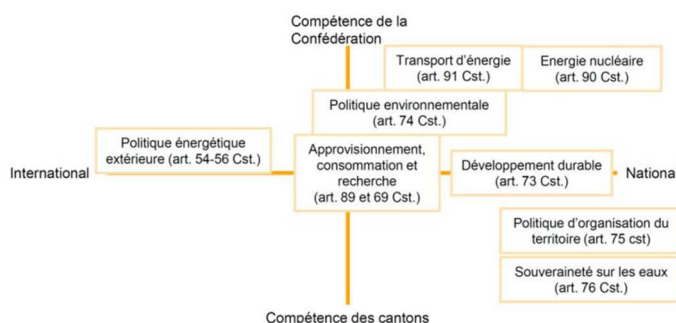 Compétence de la
Confédération
Transport d'énergie
(art. 91 Cst.)
Energie nucléaire
(art. 90 Cst.)
Politique environnementale
(art. 74 Cst.)
Politique énergétique
extérieure (art. 54-56 Cst.)
Approvisionnement,
consommation et
recherche
(art. 89 et 69 Cst.)
International
Développement durable
(art. 73 Cst.)
National
Politique d'organisation du
territoire (art. 75 cst)
Souveraineté sur les eaux
(art. 76 Cst.)
Compétence des cantons